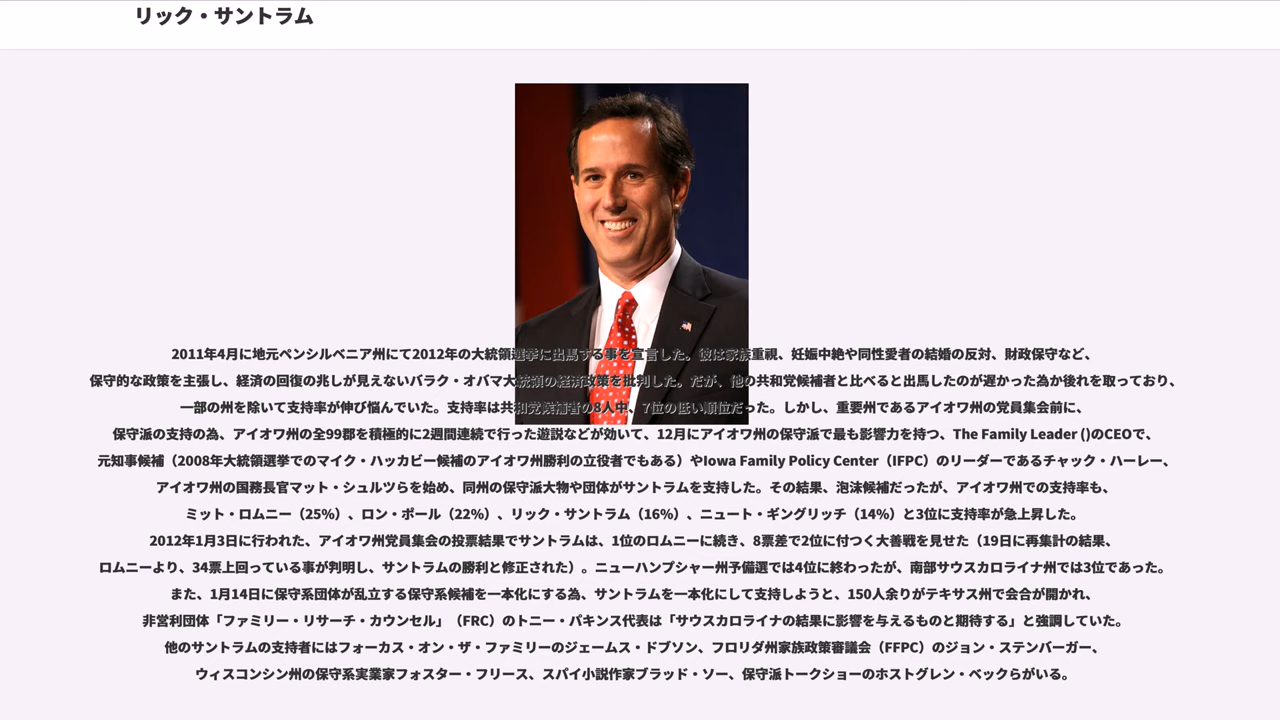 リック・サントラム
2011年4月に地元ペンシルベニア州にて2012年の大統領選挙に出馬する事を宣言した。彼は家族重視、妊娠中絶や同性愛者の結婚の反対、財政保守など、
保守的な政策を主張し、経済の回復の兆しが見えないバラク・オバマ大統領の経済政策を批判した。だが、他の共和党候補者と比べると出馬したのが遅かった為か後れを取っており、
一部の州を除いて支持率が伸び悩んでいた。支持率は共和党候補者の8人中、7位の低い順位だった。しかし、重要州であるアイオワ州の党員集会前に、
保守派の支持の為、アイオワ州の全99郡を積極的に2週間連続で行った遊説などが効いて、12月にアイオワ州の保守派で最も影響力を持つ、The Family Leader ()のCEOで、
元知事候補（2008年大統領選挙でのマイク・ハッカビー候補のアイオワ州勝利の立役者でもある）やIowa Family Policy Center（IFPC）のリーダーであるチャック・ハーレー、
アイオワ州の国務長官マット・シュルツらを始め、同州の保守派大物や団体がサントラムを支持した。その結果、泡沫候補だったが、アイオワ州での支持率も、
ミット・ロムニー（25%）、ロン・ポール（22%）、リック・サントラム（16%）、ニュート・ギングリッチ（14%）と3位に支持率が急上昇した。
2012年1月3日に行われた、アイオワ州党員集会の投票結果でサントラムは、1位のロムニーに続き、8票差で2位に付つく大善戦を見せた（19日に再集計の結果、
ロムニーより、34票上回っている事が判明し、サントラムの勝利と修正された）。ニューハンプシャー州予備選では4位に終わったが、南部サウスカロライナ州では3位であった。
また、1月14日に保守系団体が乱立する保守系候補を一本化にする為、サントラムを一本化にして支持しようと、150人余りがテキサス州で会合が開かれ、
非営利団体「ファミリー・リサーチ・カウンセル」（FRC）のトニー・パキンス代表は「サウスカロライナの結果に影響を与えるものと期待する」と強調していた。
他のサントラムの支持者にはフォーカス・オン・ザ・ファミリーのジェームス・ドブソン、フロリダ州家族政策審議会（FFPC）のジョン・ステンバーガー、
ウィスコンシン州の保守系実業家フォスター・フリース、スパイ小説作家ブラッド・ソー、保守派トークショーのホストグレン・ベックらがいる。